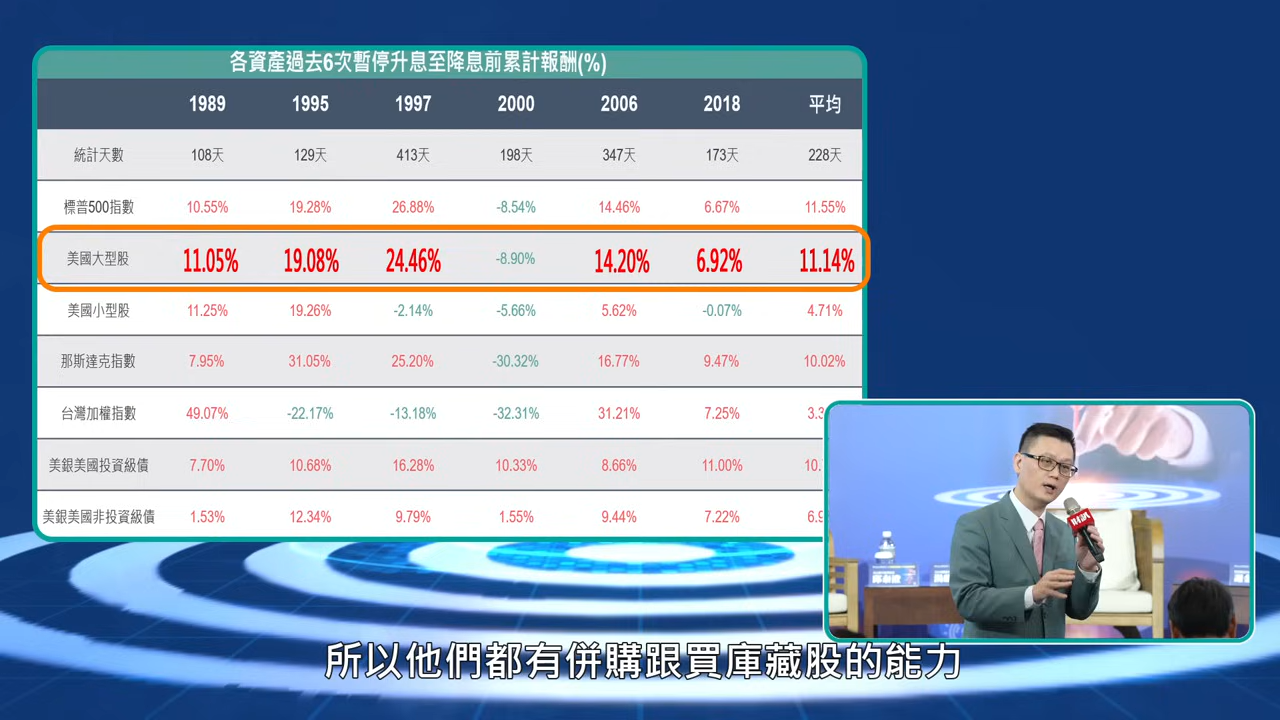 各資產過去6次暫停升息至降息前累計報酬(%)
1989 1995 1997 2000 2006 2018 平均
統計天數 108天 129天 413天 198天 347天 173天 228天
標普500指數 10.55% 19.28% 26.88% -8.54% 14.46% 6.67% 11.55%
美國大型股 11.05% 19.08% 24.46% -8.90% 14.20% 6.92% 11.14%
美國小型股 11.25% 19.26% -2.14% -5.66% 5.62% -0.07% 4.71%
那斯達克指數 7.95% 31.05% 25.20% -30.32% 16.77% 9.47% 10.02%
台灣加權指數 49.07% -22.17% -13.18% -32.31% 31.21% 7.25%
美銀美國投資級債 7.70% 10.68% 16.28% 10.33% 8.66% 11.00%
美銀美國非投資級債 1.53% 12.34% 9.79% 1.55% 9.44% 7.22%
財訊
所以他們都有併購跟買庫藏股的能力